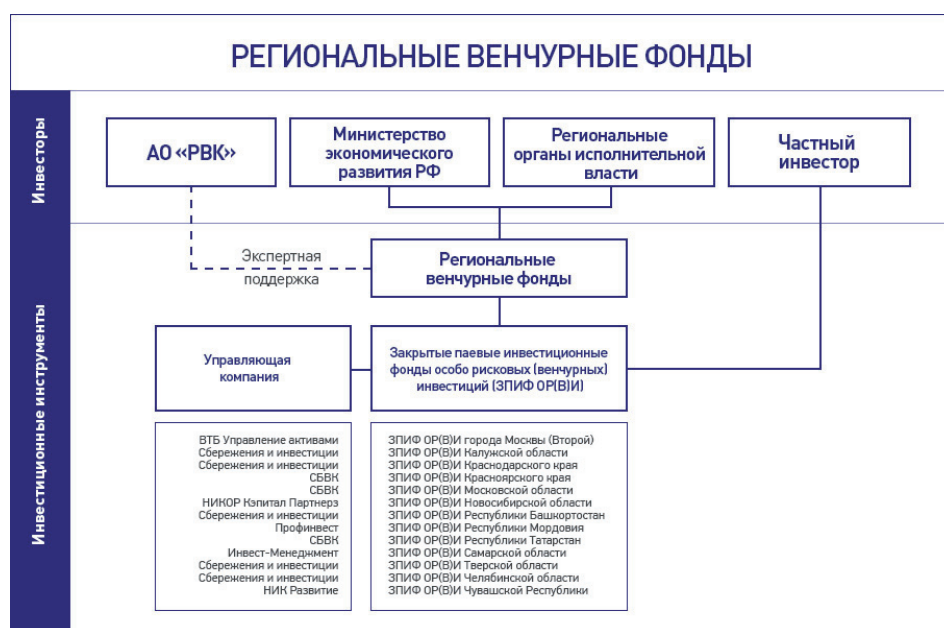 РЕГИОНАЛЬНЫЕ ВЕНЧУРНЫЕ ФОНДЫ
Инвесторы
АО «РВК»
Министерство
экономического
развития РФ
Региональные
органы исполнительной
власти
Частный
инвестор
Инвестиционные инструменты
Экспертная
поддержка
Региональные
венчурные фонды
Управляющая
компания
Закрытые паевые инвестиционные
фонды особо рисковых (венчурных)
инвестиций (ЗПИФ ОР(В)И)
ВТБ Управление активами
Сбережения и инвестиции
Сбережения и инвестиции
СБВК
СБВК
НИКОР Кэпитал Партнерз
Сбережения и инвестиции
Профинвест
СБВК
Инвест-Менеджмент
Сбережения и инвестиции
Сбережения и инвестиции
НИК Развитие
ЗПИФ ОР(В)И города Москвы (Второй)
ЗПИФ ОР(В)И Калужской области
ЗПИФ ОР(В)И Краснодарского края
ЗПИФ ОР(В)И Красноярского края
ЗПИФ ОР(В)И Московской области
ЗПИФ ОР(В)И Новосибирской области
ЗПИФ ОР(В)И Республики Башкортостан
ЗПИФ ОР(В)И Республики Мордовия
ЗПИФ ОР(В)И Республики Татарстан
ЗПИФ ОР(В)И Самарской области
ЗПИФ ОР(В)И Тверской области
ЗПИФ ОР(В)И Челябинской области
ЗПИФ ОР(В)И Чувашской Республики